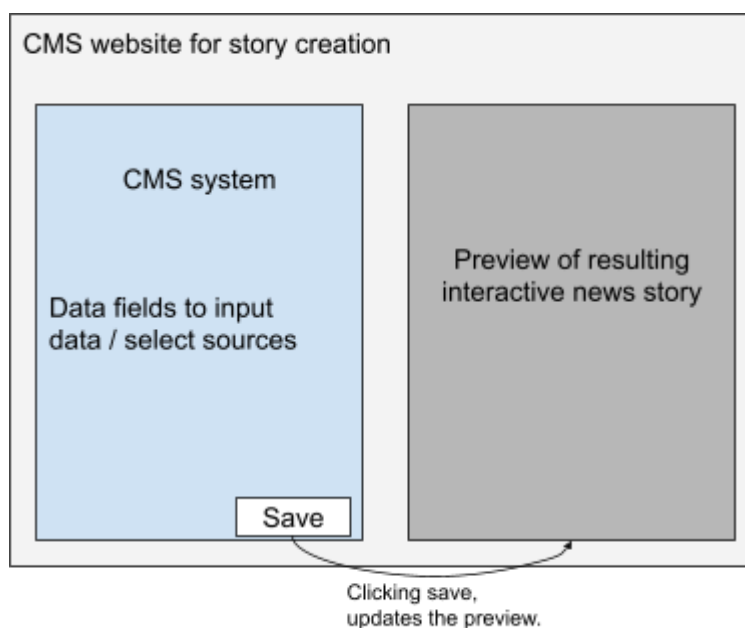 CMS website for story creation
CMS system
Data fields to input
data / select sources
Save
Preview of resulting
interactive news story
Clicking save,
updates the preview.